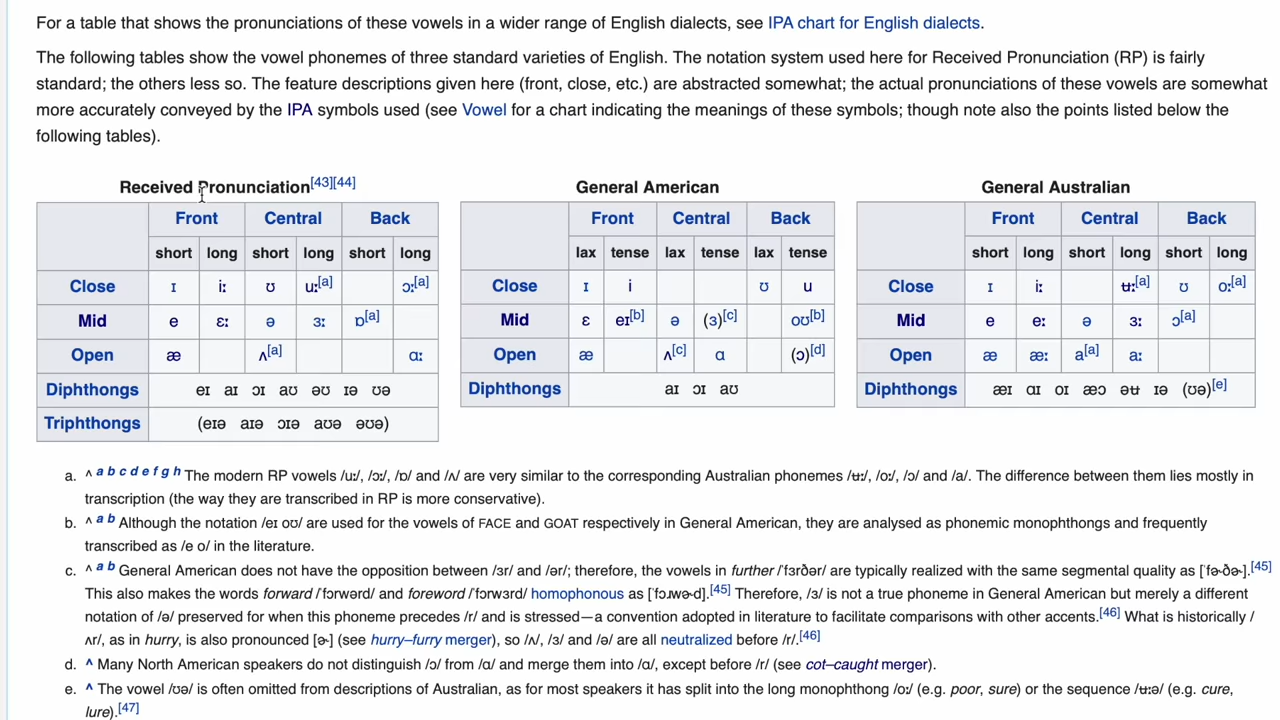 For a table that shows the pronunciations of these vowels in a wider range of English dialects, see IPA chart for English dialects.
The following tables show the vowel phonemes of three standard varieties of English. The notation system used here for Received Pronunciation (RP) is fairly
standard; the others less so. The feature descriptions given here (front, close, etc.) are abstracted somewhat; the actual pronunciations of these vowels are somewhat
more accurately conveyed by the IPA symbols used (see Vowel for a chart indicating the meanings of these symbols; though note also the points listed below the
following tables).
Received Pronunciation[43][44]
Front Central Back
short long short long short long
Close ɪ iː ʊ uː[a] ɔː[a]
Mid e ɛː ə ɜː ɒ[a]
Open æ ʌ[a] ɑː
Diphthongs eɪ aɪ ɔɪ aʊ əʊ ɪə ʊə
Triphthongs (eɪə aɪə ɔɪə aʊə əʊə)
General American
Front Central Back
lax tense lax tense lax tense
Close ɪ i ʊ u
Mid ɛ eɪ[b] ə (ɜ)[c] oʊ[b]
Open æ ʌ[c] ɑ (ɔ)[d]
Diphthongs aɪ ɔɪ aʊ
General Australian
Front Central Back
short long short long short long
Close ɪ iː ʉː[a] ʊ oː[a]
Mid e eː ə ɜː ɔ[a]
Open æ æː a[a] aː
Diphthongs æɪ ɑɪ oɪ æɔ əʉ ɪə (ʊə)[e]
a. ^ a b c d e f g h The modern RP vowels /uː/, /ɔː/, /ɒ/ and /ʌ/ are very similar to the corresponding Australian phonemes /ʉː/, /oː/, /ɔ/ and /a/. The difference between them lies mostly in
transcription (the way they are transcribed in RP is more conservative).
b. ^ a b Although the notation /eɪ oʊ/ are used for the vowels of FACE and GOAT respectively in General American, they are analysed as phonemic monophthongs and frequently
transcribed as /e o/ in the literature.
c. ^ a b General American does not have the opposition between /ɜr/ and /ər/; therefore, the vowels in further /ˈfɜrðər/ are typically realized with the same segmental quality as [ˈfɚðɚ].[45]
This also makes the words forward /ˈfɔrwərd/ and foreword /ˈfɔrwɜrd/ homophonous as [ˈfɔɹwɚd].[45] Therefore, /ɜ/ is not a true phoneme in General American but merely a different
notation of /ə/ preserved for when this phoneme precedes /r/ and is stressed—a convention adopted in literature to facilitate comparisons with other accents.[46] What is historically /
ʌr/, as in hurry, is also pronounced [ɚ] (see hurry–furry merger), so /ʌ/, /ɜ/ and /ə/ are all neutralized before /r/.[46]
d. ^ Many North American speakers do not distinguish /ɔ/ from /ɑ/ and merge them into /ɑ/, except before /r/ (see cot–caught merger).
e. ^ The vowel /ʊə/ is often omitted from descriptions of Australian, as for most speakers it has split into the long monophthong /oː/ (e.g. poor, sure) or the sequence /ʉːə/ (e.g. cure,
lure).[47]